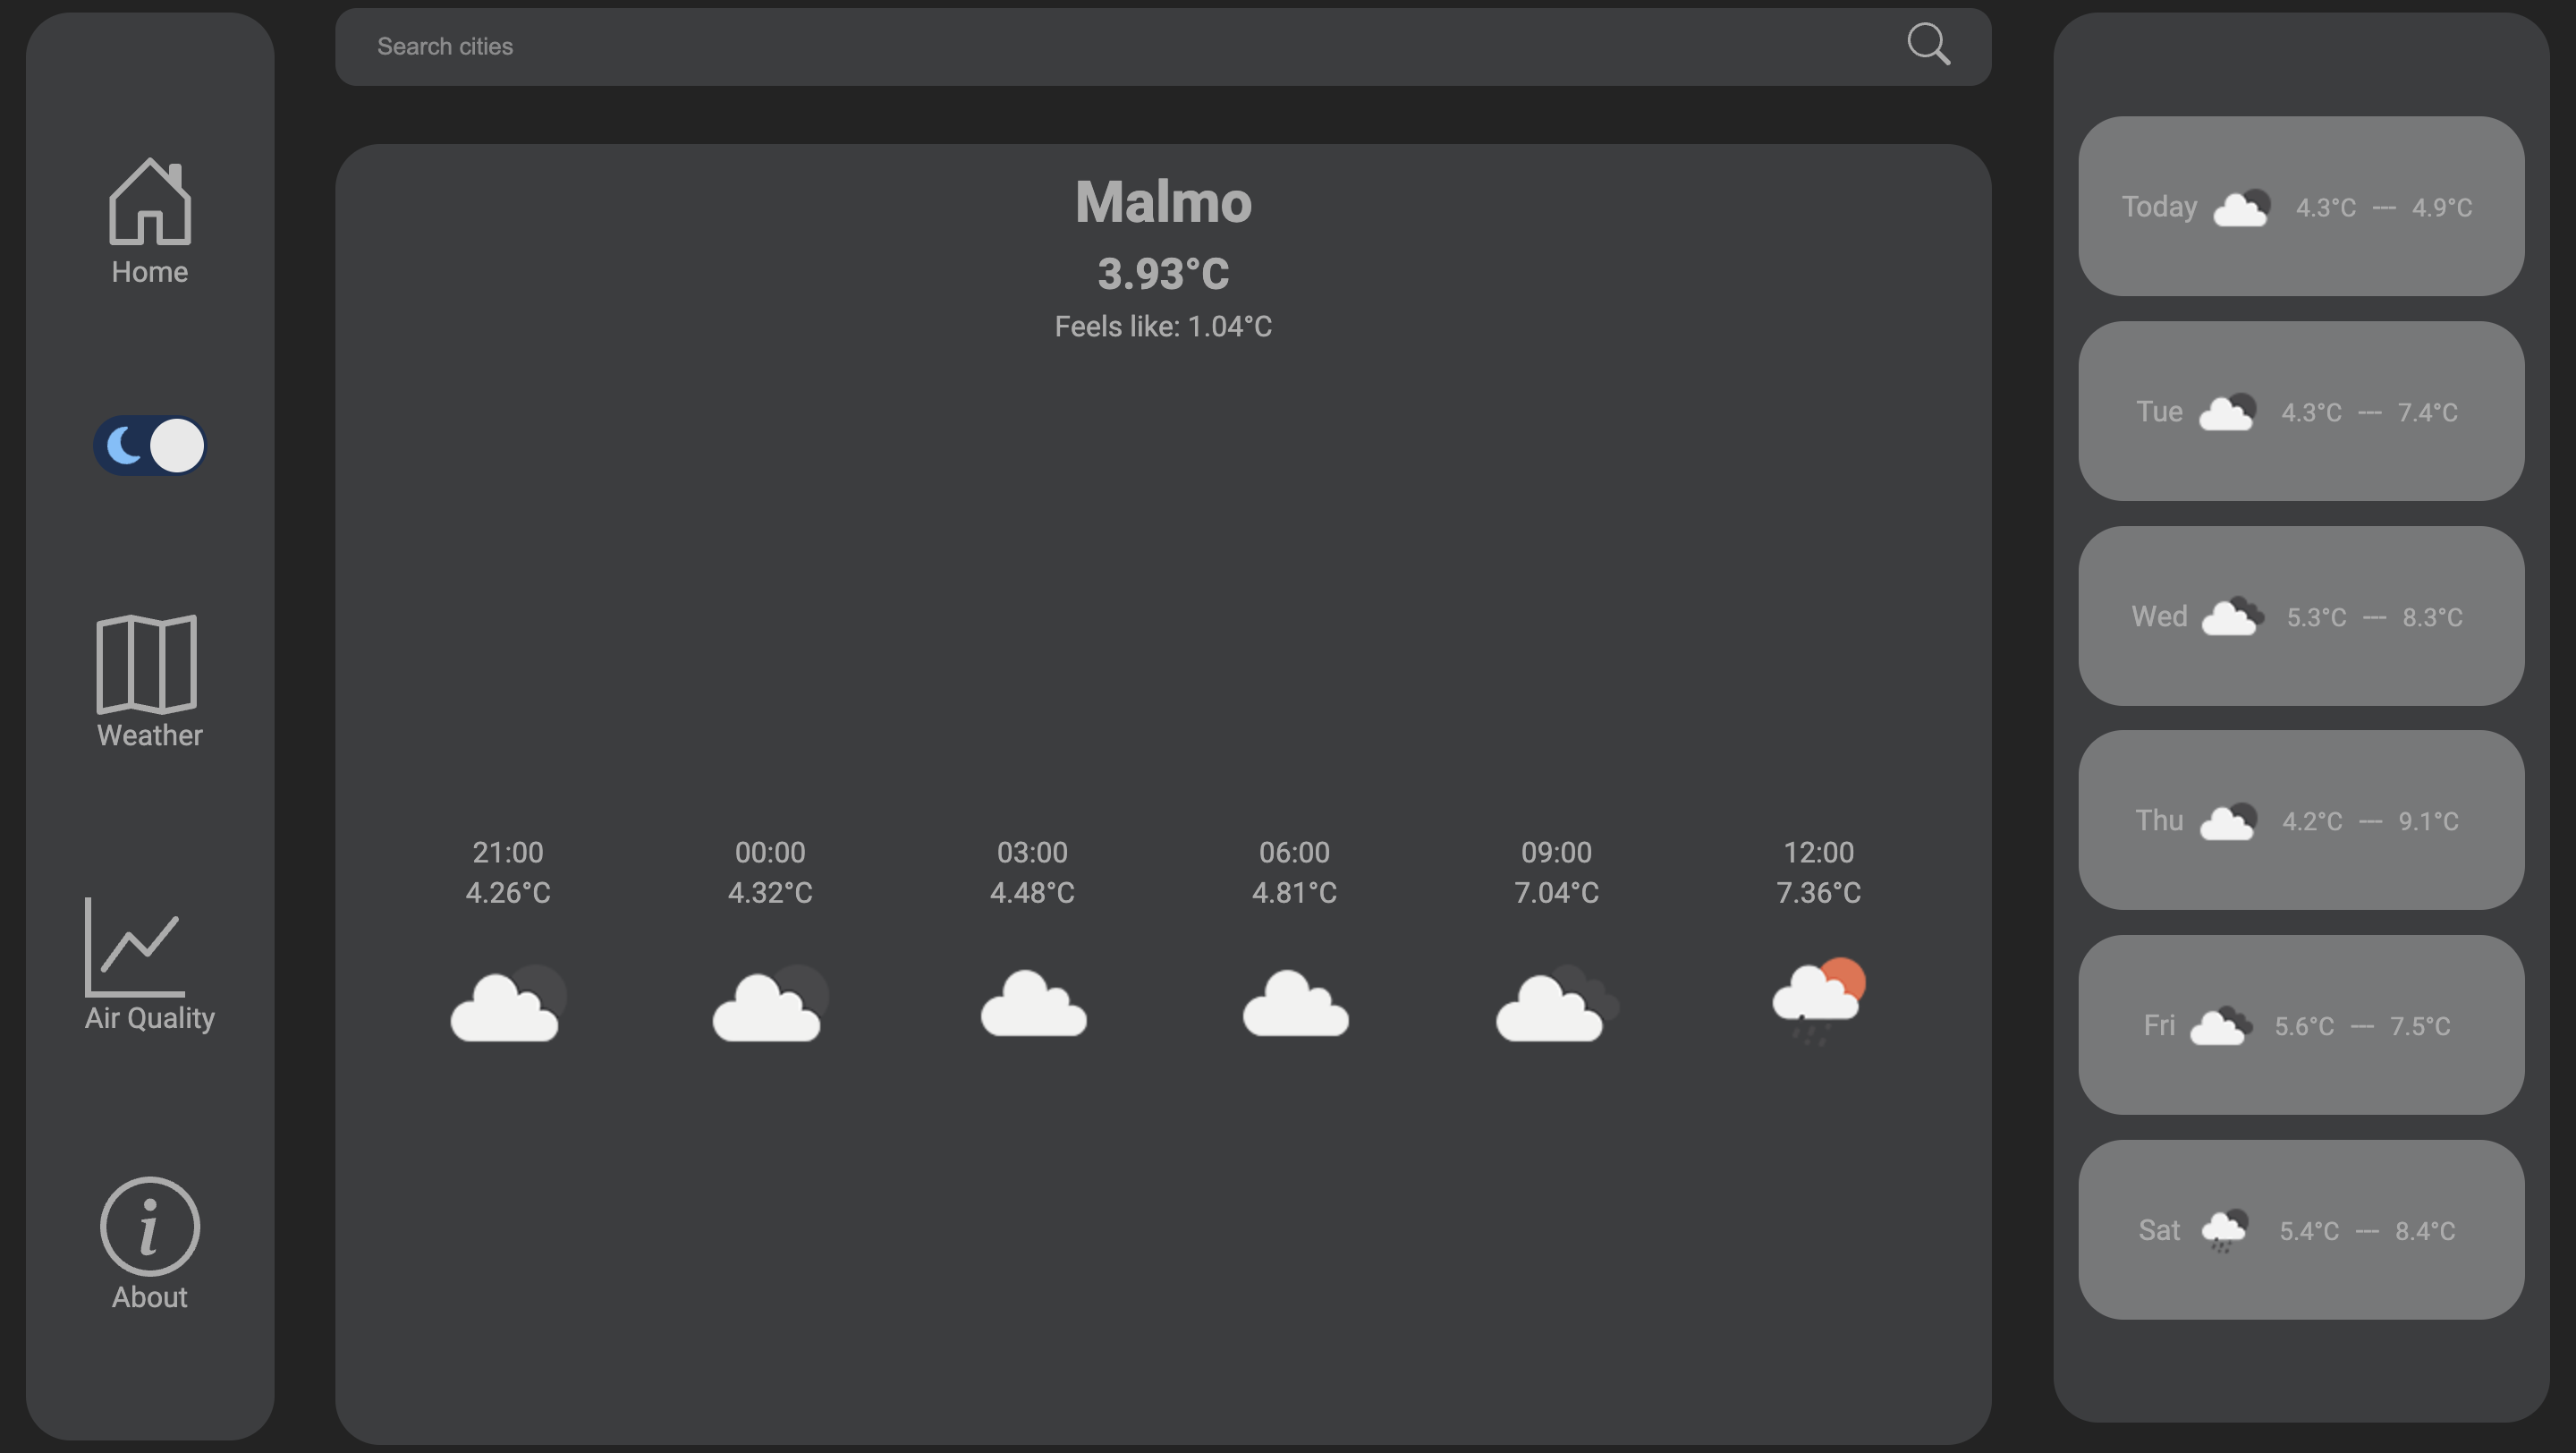 Home
Weather
Air Quality
About
Search cities
Malmo
3.93°C
Feels like: 1.04°C
21:00 00:00 03:00 06:00 09:00 12:00
4.26°C 4.32°C 4.48°C 4.81°C 7.04°C 7.36°C
Today 4.3°C --- 4.9°C
Tue 4.3°C --- 7.4°C
Wed 5.3°C --- 8.3°C
Thu 4.2°C --- 9.1°C
Fri 5.6°C --- 7.5°C
Sat 5.4°C --- 8.4°C